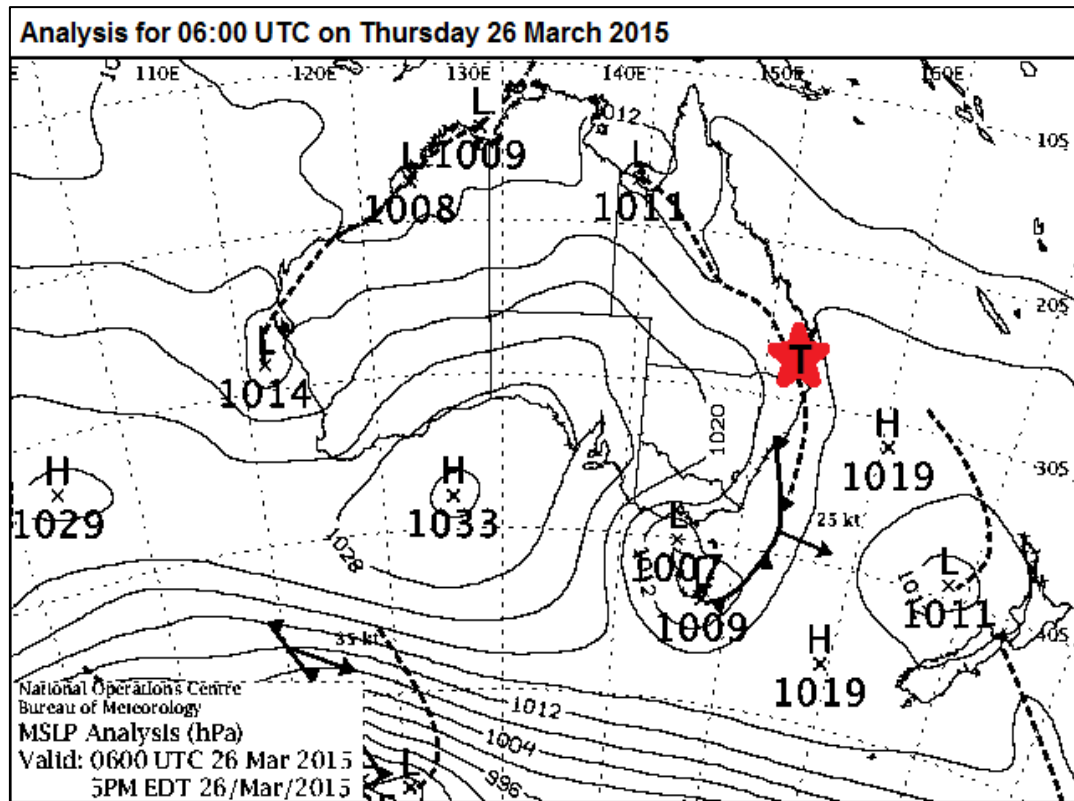 Analysis for 06:00 UTC on Thursday 26 March 2015
110E 120E 130E 140E 150E 160E
L
1009
1012
10S
L
1008
L
1011
20S
L
1014
T
1020
H
1019
30S
H
1029
H
1033
25 kt
L
1007
1028
L
1011
1009
H
1019
40S
35 kt
1012
1004
996
L
National Operations Centre
Bureau of Meteorology
MSLP Analysis (hPa)
Valid: 0600 UTC 26 Mar 2015
5PM EDT 26/Mar/2015